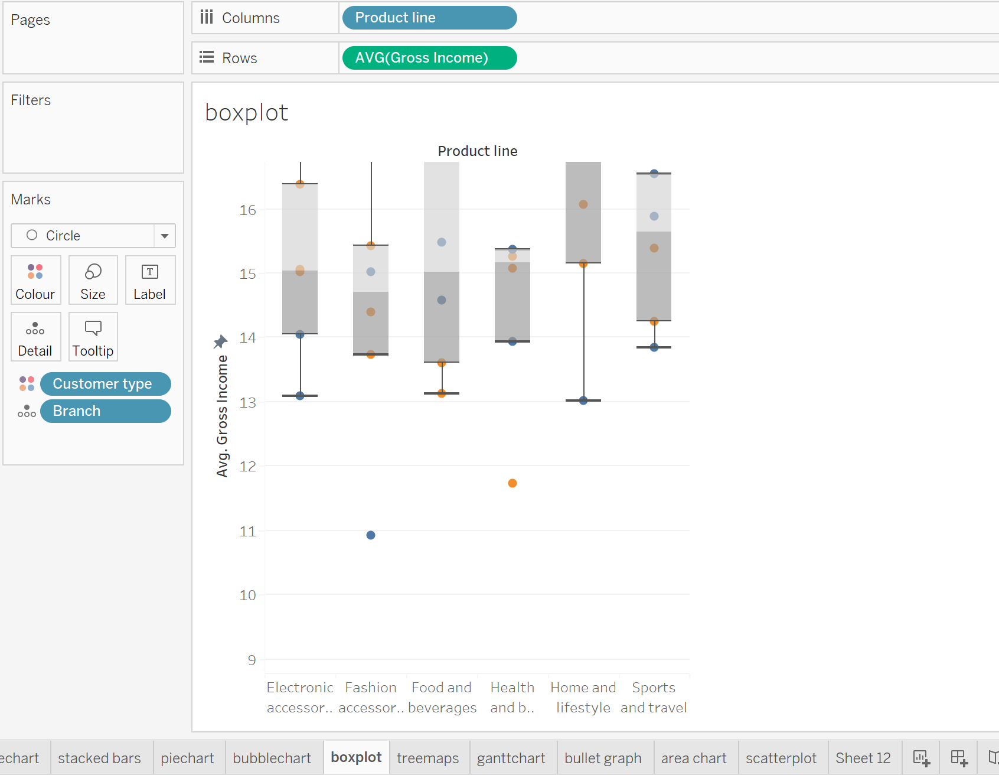 Pages
Columns
Product line
Rows
AVG(Gross Income)
Filters
Marks
Circle
Colour
Size
T
Label
Detail
Tooltip
Customer type
Branch
boxplot
Product line
Avg. Gross Income
16
15
14
13
12
11
10
9
Electronic
accessor..
Fashion
accessor..
Food and
beverages
Health
and b..
Home and
lifestyle
Sports
and travel
echart
stacked bars
piechart
bubblechart
boxplot
treemaps
ganttchart
bullet graph
area chart
scatterplot
Sheet 12